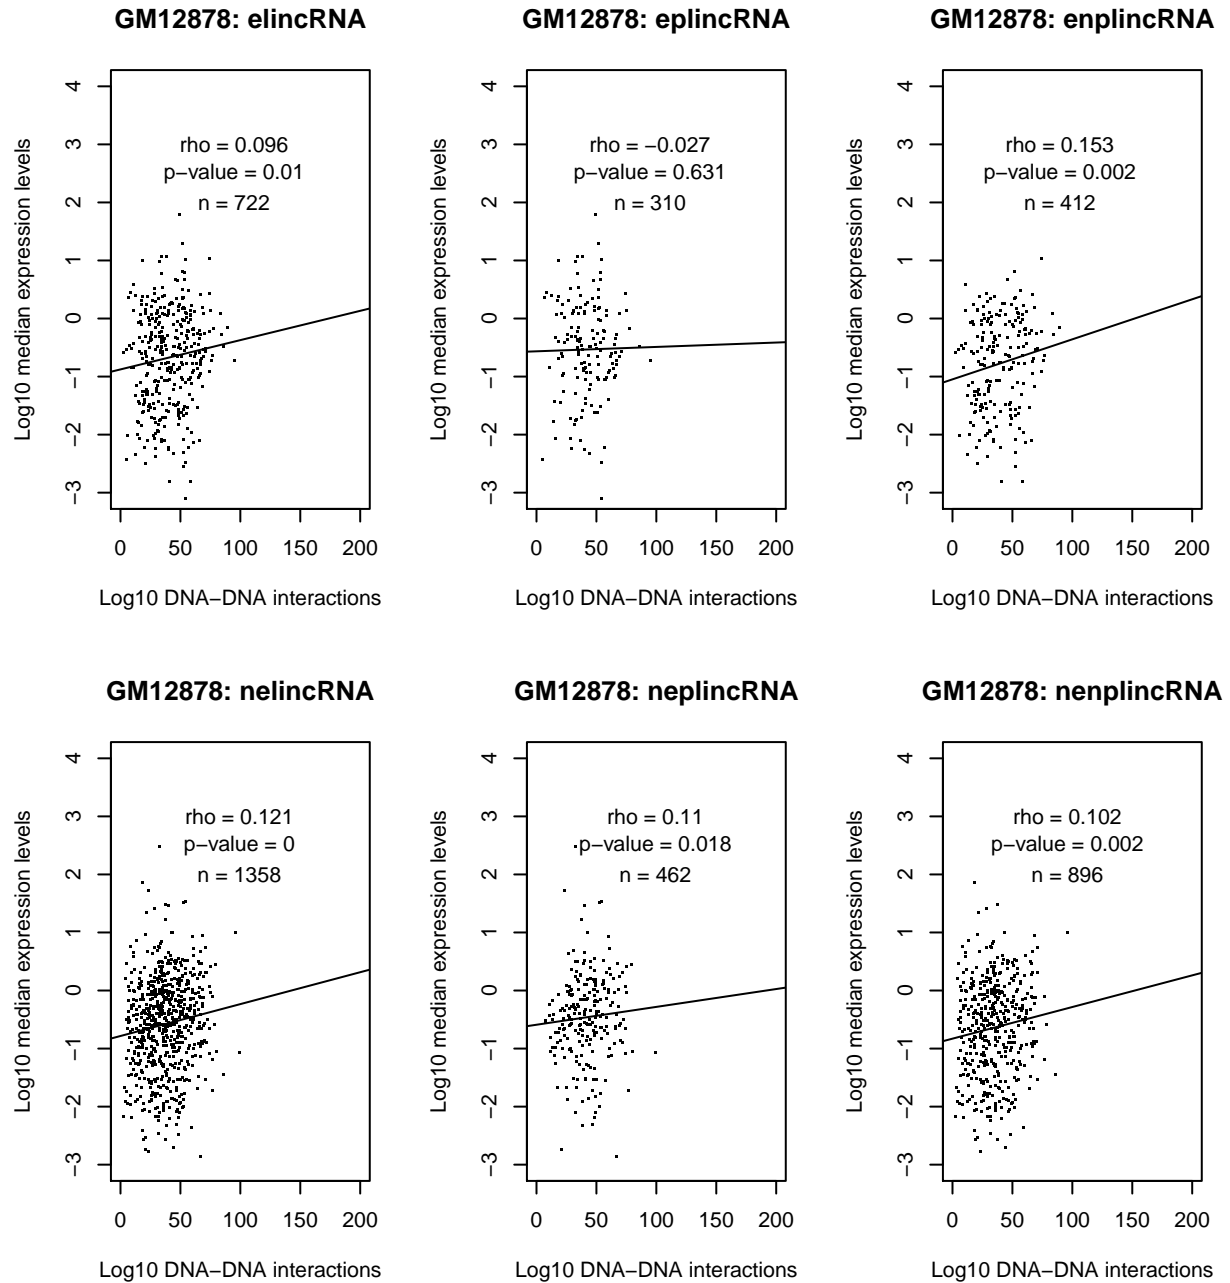 GM12878: elincRNA
Log10 median expression levels
4
3
2
1
0
−1
−2
−3
rho = 0.096
p−value = 0.01
n = 722
0 50 100 150 200
Log10 DNA−DNA interactions
GM12878: eplincRNA
Log10 median expression levels
4
3
2
1
0
−1
−2
−3
rho = −0.027
p−value = 0.631
n = 310
0 50 100 150 200
Log10 DNA−DNA interactions
GM12878: enplincRNA
Log10 median expression levels
4
3
2
1
0
−1
−2
−3
rho = 0.153
p−value = 0.002
n = 412
0 50 100 150 200
Log10 DNA−DNA interactions
GM12878: nelincRNA
Log10 median expression levels
4
3
2
1
0
−1
−2
−3
rho = 0.121
p−value = 0
n = 1358
0 50 100 150 200
Log10 DNA−DNA interactions
GM12878: neplincRNA
Log10 median expression levels
4
3
2
1
0
−1
−2
−3
rho = 0.11
p−value = 0.018
n = 462
0 50 100 150 200
Log10 DNA−DNA interactions
GM12878: nenplincRNA
Log10 median expression levels
4
3
2
1
0
−1
−2
−3
rho = 0.102
p−value = 0.002
n = 896
0 50 100 150 200
Log10 DNA−DNA interactions